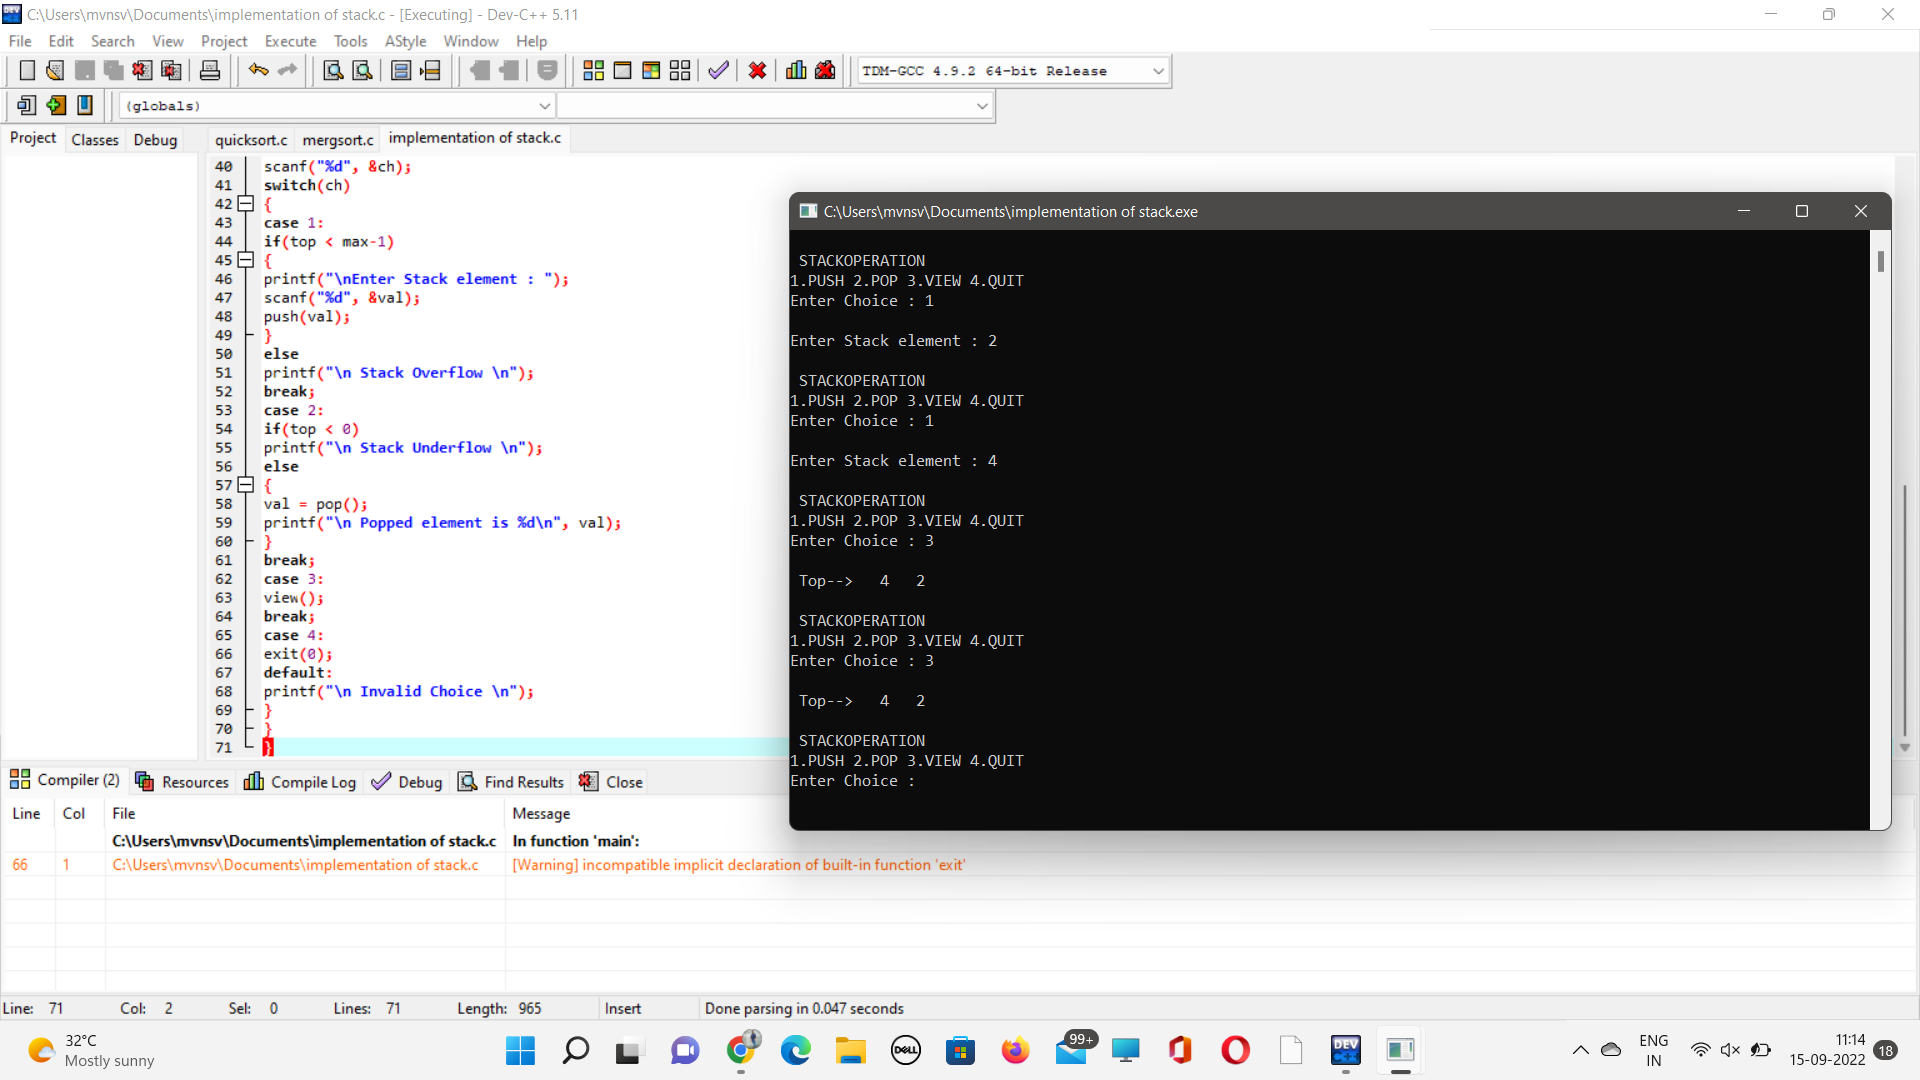 C:\Users\mvnsv\Documents\implementation of stack.c - [Executing] - Dev-C++ 5.11
File Edit Search View Project Execute Tools AStyle Window Help
TDM-GCC 4.9.2 64-bit Release
(globals)
Project Classes Debug
quicksort.c mergsort.c implementation of stack.c
40 scanf("%d", &ch);
41 switch(ch)
42 {
43 case 1:
44 if(top < max-1)
45 {
46 printf("\nEnter Stack element : ");
47 scanf("%d", &val);
48 push(val);
49 }
50 else
51 printf("\n Stack Overflow \n");
52 break;
53 case 2:
54 if(top < 0)
55 printf("\n Stack Underflow \n");
56 else
57 {
58 val = pop();
59 printf("\n Popped element is %d\n", val);
60 }
61 break;
62 case 3:
63 view();
64 break;
65 case 4:
66 exit(0);
67 default:
68 printf("\n Invalid Choice \n");
69 }
70 }
71 }
C:\Users\mvnsv\Documents\implementation of stack.exe
STACKOPERATION
1.PUSH 2.POP 3.VIEW 4.QUIT
Enter Choice : 1
Enter Stack element : 2
STACKOPERATION
1.PUSH 2.POP 3.VIEW 4.QUIT
Enter Choice : 1
Enter Stack element : 4
STACKOPERATION
1.PUSH 2.POP 3.VIEW 4.QUIT
Enter Choice : 3
Top--> 4 2
STACKOPERATION
1.PUSH 2.POP 3.VIEW 4.QUIT
Enter Choice : 3
Top--> 4 2
STACKOPERATION
1.PUSH 2.POP 3.VIEW 4.QUIT
Enter Choice :
Compiler (2) Resources Compile Log Debug Find Results Close
Line Col File Message
C:\Users\mvnsv\Documents\implementation of stack.c In function 'main':
66 1 C:\Users\mvnsv\Documents\implementation of stack.c [Warning] incompatible implicit declaration of built-in function 'exit'
Line: 71 Col: 2 Sel: 0 Lines: 71 Length: 965 Insert Done parsing in 0.047 seconds
32°C
Mostly sunny
DELL
99+
DEV
C++
ENG
IN
11:14
15-09-2022
18